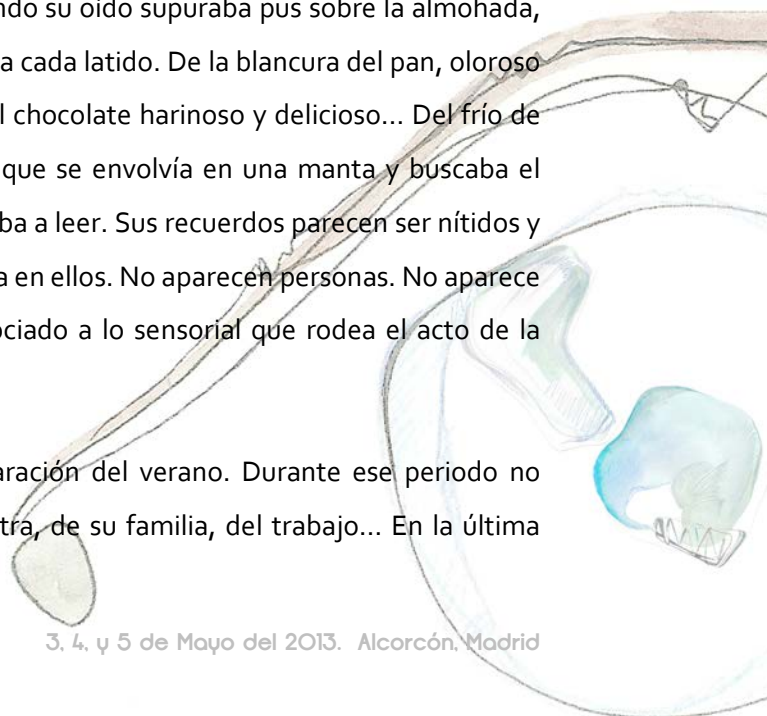 ndo su oído supuraba pus sobre la almohada,
a cada latido. De la blancura del pan, oloroso
l chocolate harinoso y delicioso... Del frío de
que se envolvía en una manta y buscaba el
ba a leer. Sus recuerdos parecen ser nítidos y
a en ellos. No aparecen personas. No aparece
ociado a lo sensorial que rodea el acto de la
aración del verano. Durante ese periodo no
tra, de su familia, del trabajo... En la última
3, 4, y 5 de Mayo del 2013. Alcorcón, Madrid